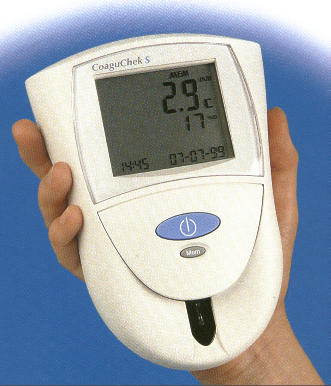 CoaguChek S
MEM
2.9 INR
c
17 %
14:45 07-07-99
Mem